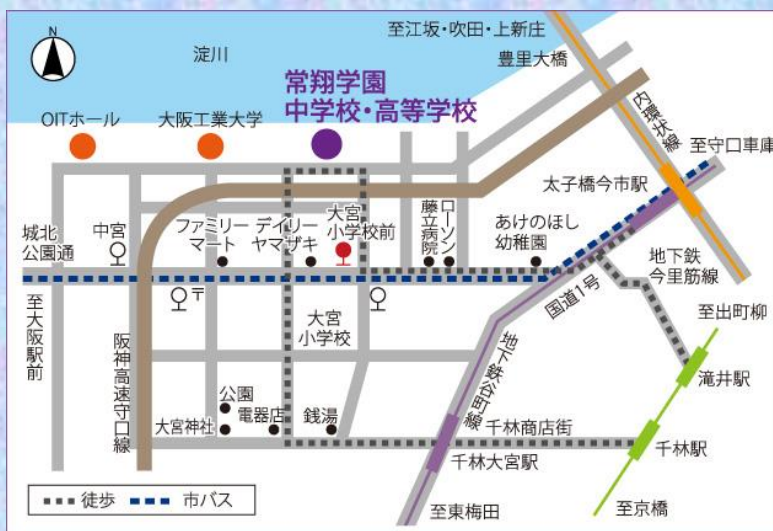 N
淀川
至江坂・吹田・上新庄
豊里大橋
常翔学園
中学校・高等学校
OITホール
大阪工業大学
内環状線
至守口車庫
太子橋今市駅
城北
公園通
中宮
ファミリー
マート
デイリー
ヤマザキ
大宮
小学校前
藤立病院
ローソン
あけのほし
幼稚園
地下鉄
今里筋線
〒
国道1号
至大阪駅前
阪神高速守口線
大宮
小学校
地下鉄谷町線
至出町柳
滝井駅
公園
大宮神社
電器店
銭湯
千林商店街
千林大宮駅
千林駅
徒歩
市バス
至東梅田
至京橋